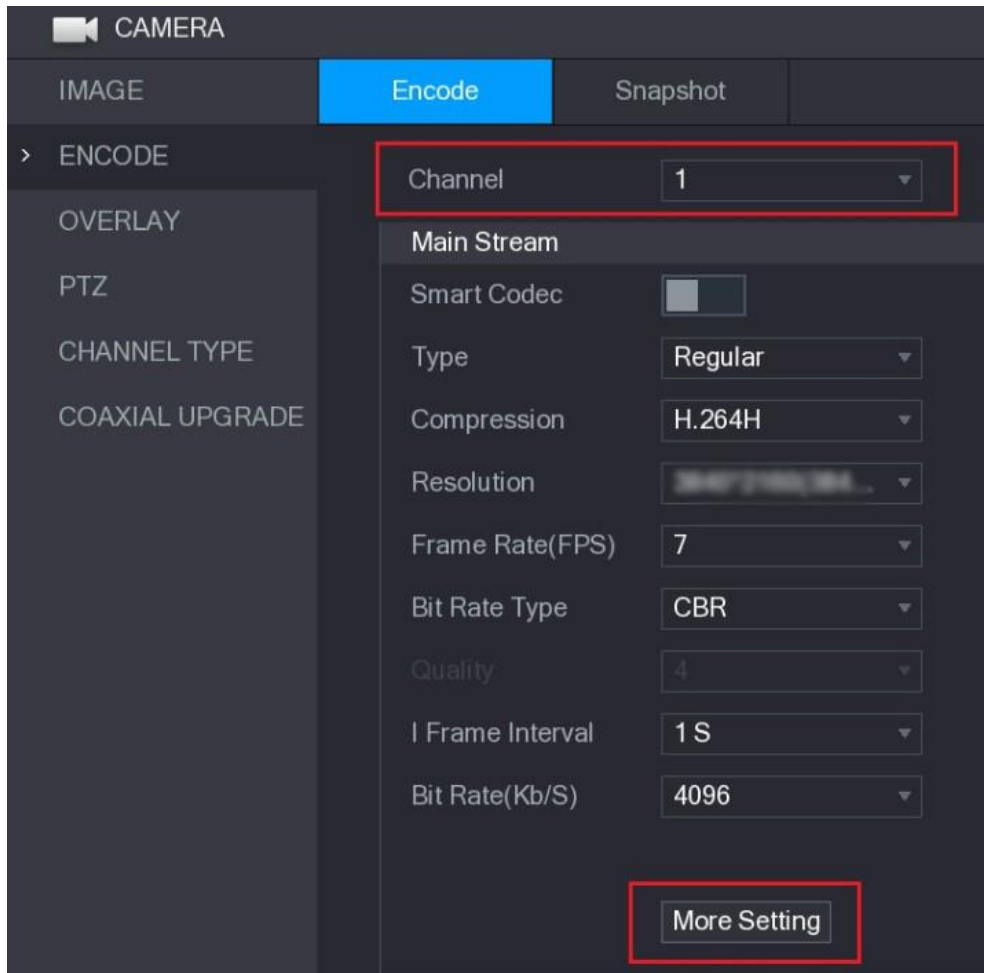 CAMERA
IMAGE
Encode Snapshot
> ENCODE
Channel 1
OVERLAY
Main Stream
PTZ
Smart Codec
CHANNEL TYPE
Type Regular
COAXIAL UPGRADE
Compression H.264H
Resolution
Frame Rate(FPS) 7
Bit Rate Type CBR
Quality 4
I Frame Interval 1 S
Bit Rate(Kb/S) 4096
More Setting